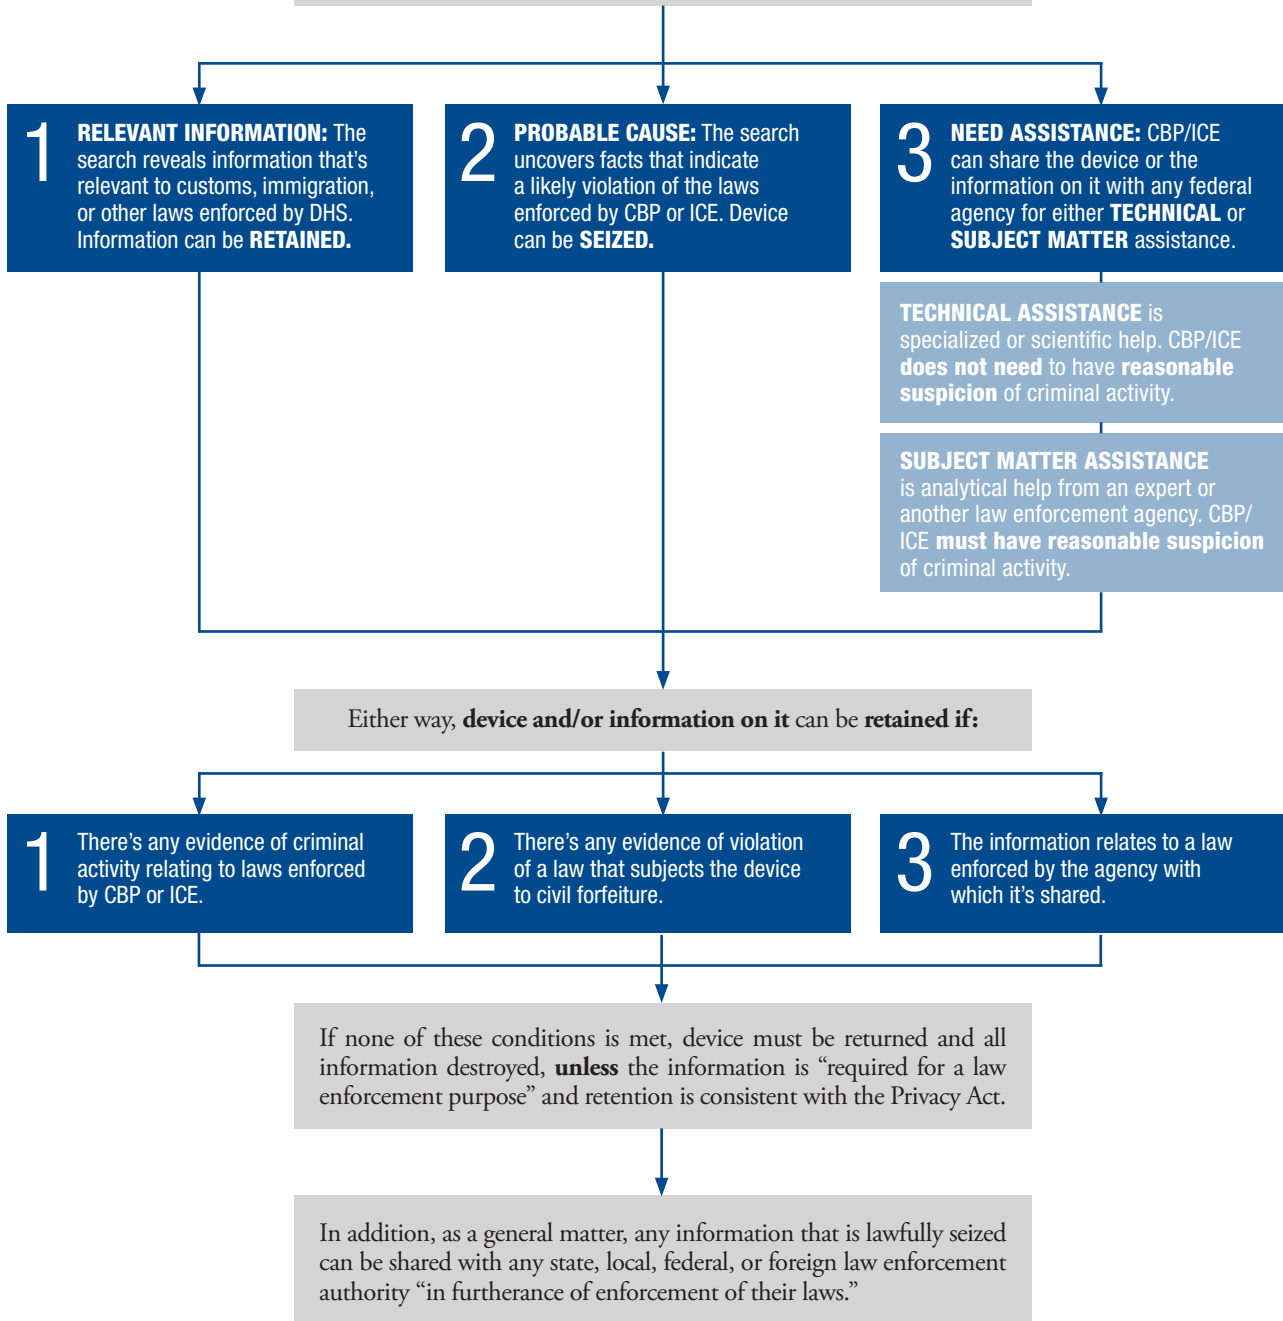 1
RELEVANT INFORMATION: The
search reveals information that's
relevant to customs, immigration,
or other laws enforced by DHS.
Information can be RETAINED.
2
PROBABLE CAUSE: The search
uncovers facts that indicate
a likely violation of the laws
enforced by CBP or ICE. Device
can be SEIZED.
3
NEED ASSISTANCE: CBP/ICE
can share the device or the
information on it with any federal
agency for either TECHNICAL or
SUBJECT MATTER assistance.
TECHNICAL ASSISTANCE is
specialized or scientific help. CBP/ICE
does not need to have reasonable
suspicion of criminal activity.
SUBJECT MATTER ASSISTANCE
is analytical help from an expert or
another law enforcement agency. CBP/
ICE must have reasonable suspicion
of criminal activity.
Either way, device and/or information on it can be retained if:
1
There's any evidence of criminal
activity relating to laws enforced
by CBP or ICE.
2
There's any evidence of violation
of a law that subjects the device
to civil forfeiture.
3
The information relates to a law
enforced by the agency with
which it's shared.
If none of these conditions is met, device must be returned and all
information destroyed, unless the information is “required for a law
enforcement purpose” and retention is consistent with the Privacy Act.
In addition, as a general matter, any information that is lawfully seized
can be shared with any state, local, federal, or foreign law enforcement
authority “in furtherance of enforcement of their laws.”